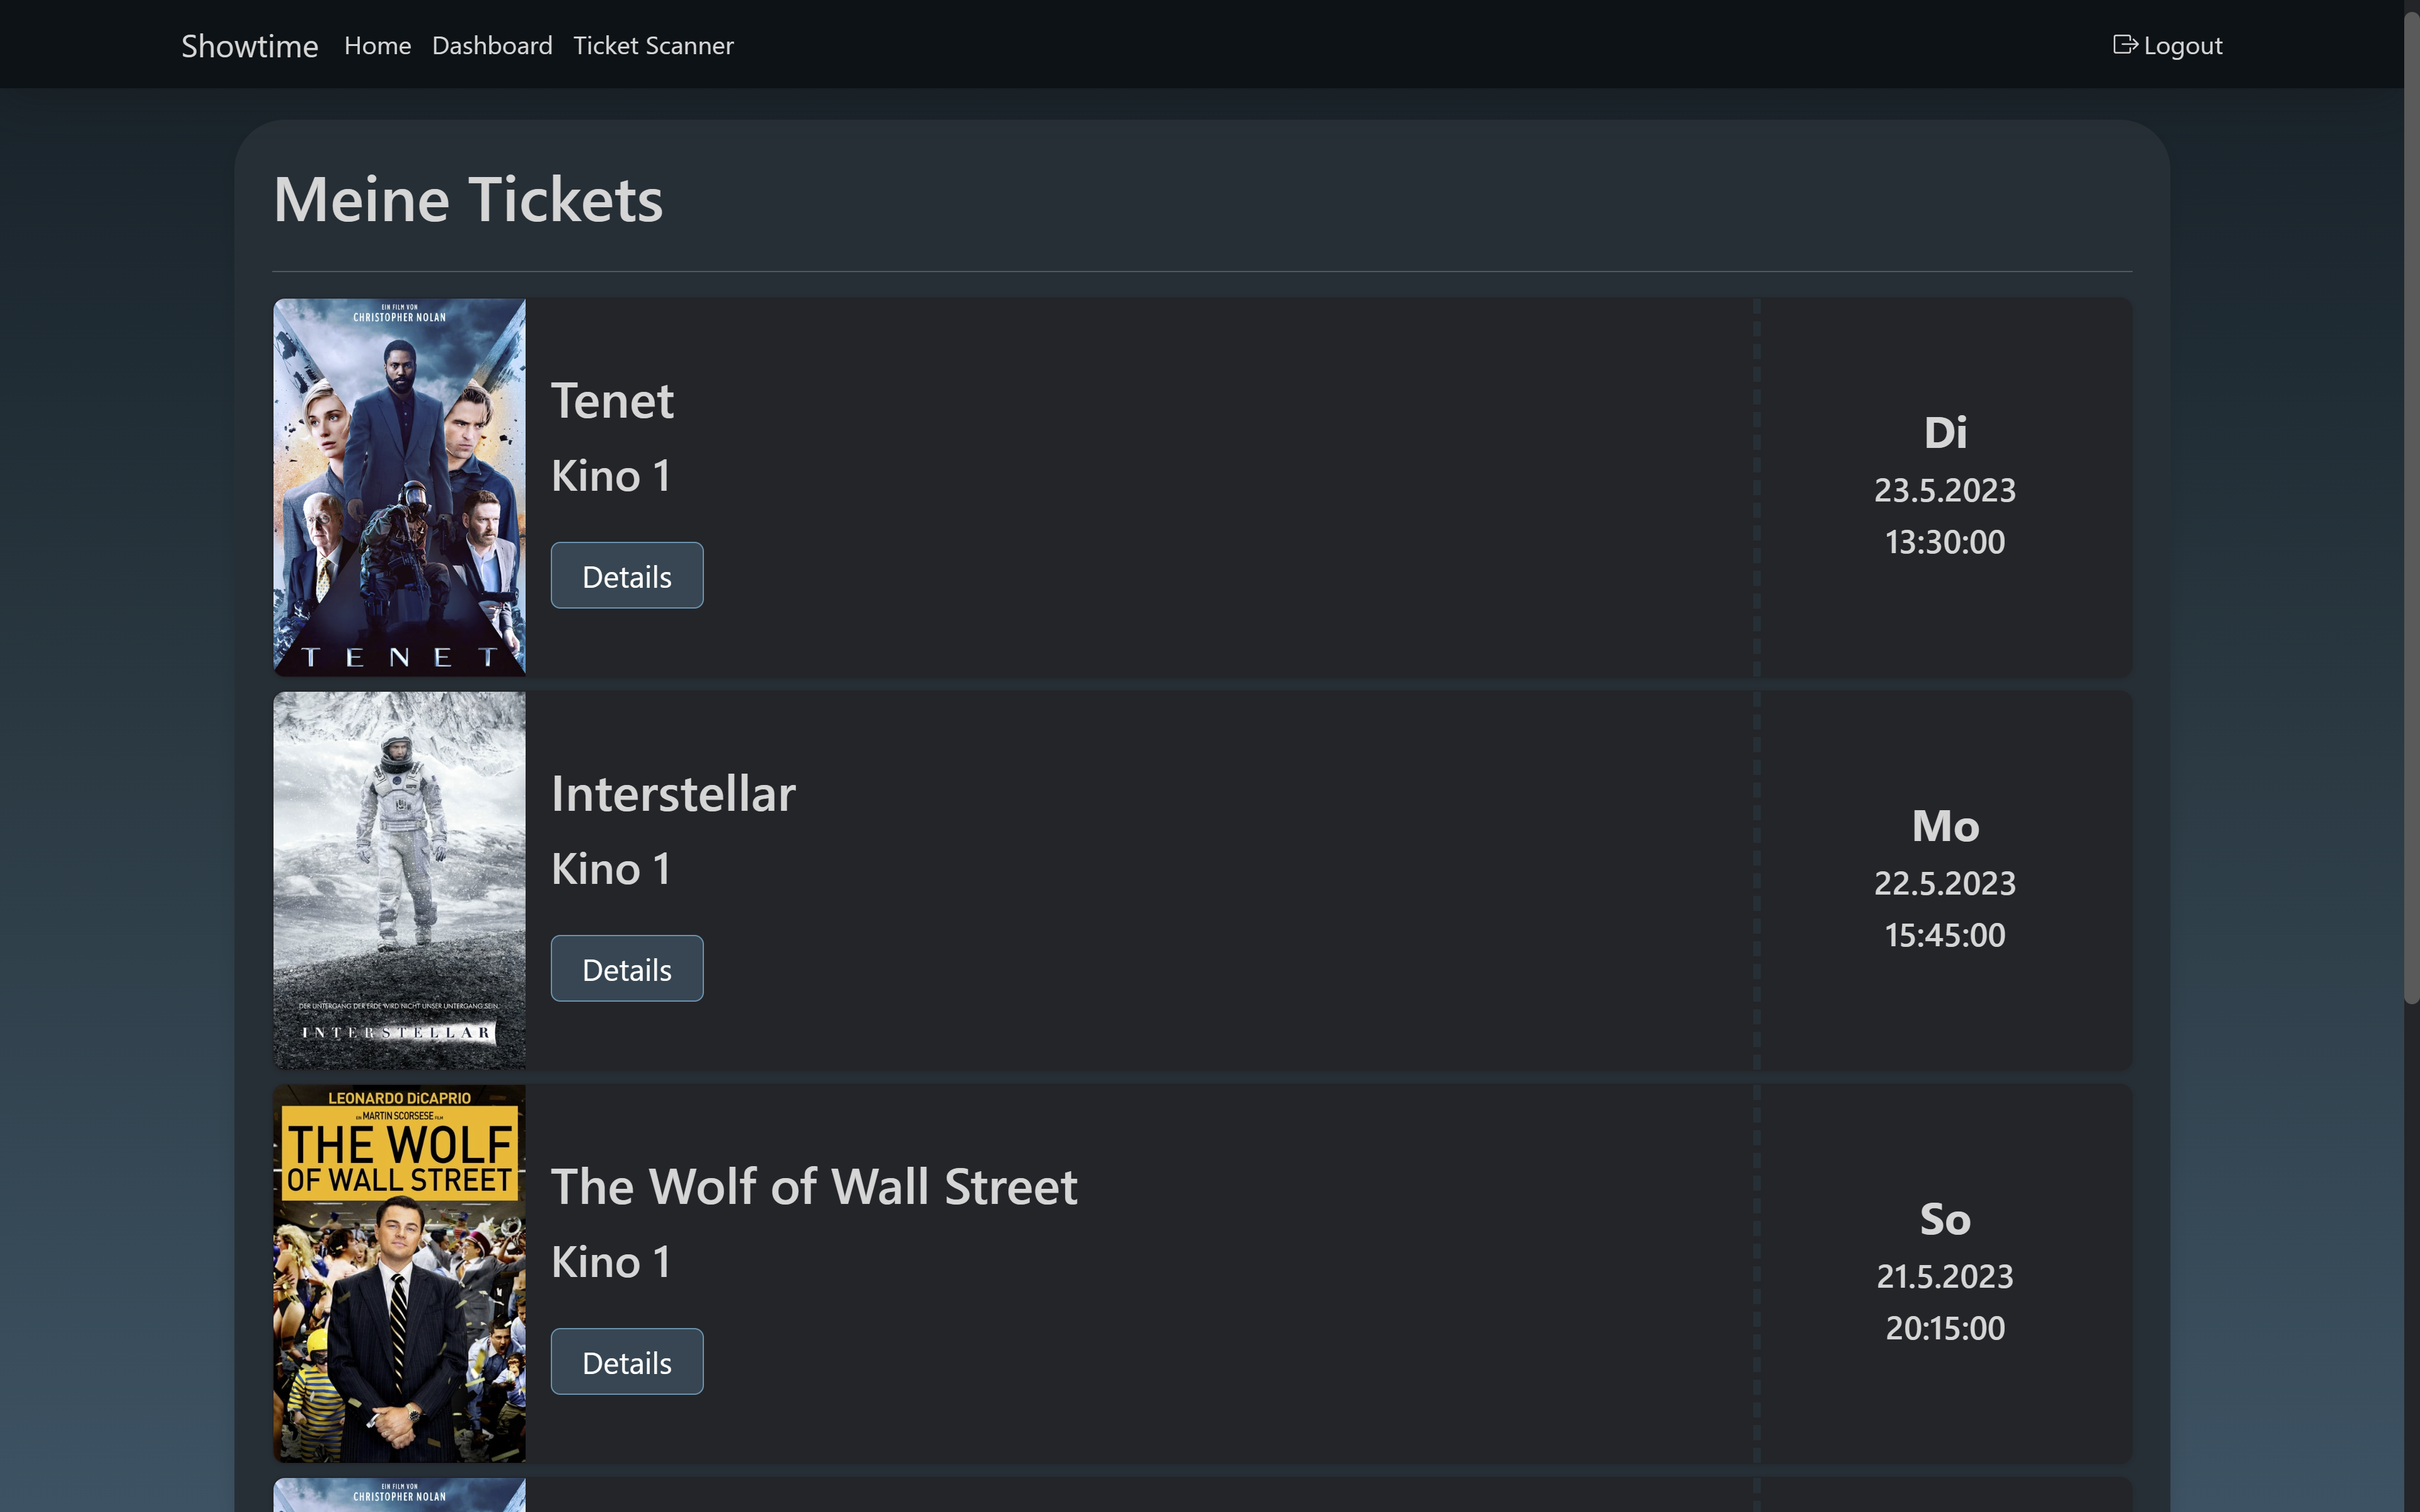 Showtime Home Dashboard Ticket Scanner Logout
Meine Tickets
EIN FILM VON
CHRISTOPHER NOLAN
TENET
Tenet
Kino 1
Details
Di
23.5.2023
13:30:00
DER UNTERGANG DER ERDE WIRD NICHT UNSER UNTERGANG SEIN.
INTERSTELLAR
Interstellar
Kino 1
Details
Mo
22.5.2023
15:45:00
LEONARDO DiCAPRIO
EIN MARTIN SCORSESE FILM
THE WOLF
OF WALL STREET
The Wolf of Wall Street
Kino 1
Details
So
21.5.2023
20:15:00
EIN FILM VON
CHRISTOPHER NOLAN